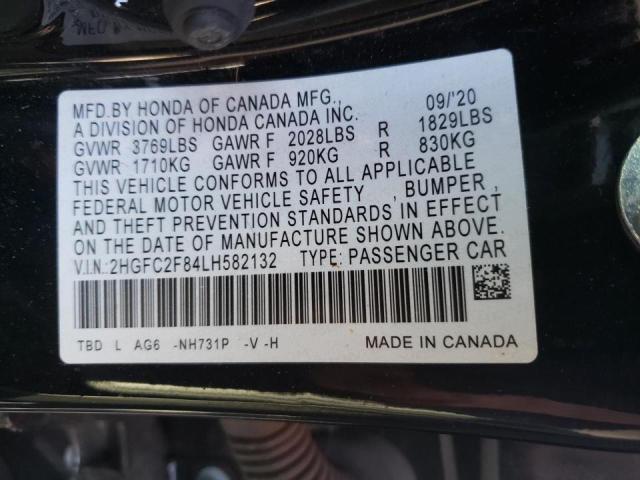 MFD.BY HONDA OF CANADA MFG., 09/'20
A DIVISION OF HONDA CANADA INC.
GVWR 3769LBS GAWR F 2028LBS R 1829LBS
GVWR 1710KG GAWR F 920KG R 830KG
THIS VEHICLE CONFORMS TO ALL APPLICABLE
FEDERAL MOTOR VEHICLE SAFETY , BUMPER ,
AND THEFT PREVENTION STANDARDS IN EFFECT
ON THE DATE OF MANUFACTURE SHOWN ABOVE.
V.I.N.:2HGFC2F84LH582132 TYPE: PASSENGER CAR
TBD L AG6 -NH731P -V -H MADE IN CANADA